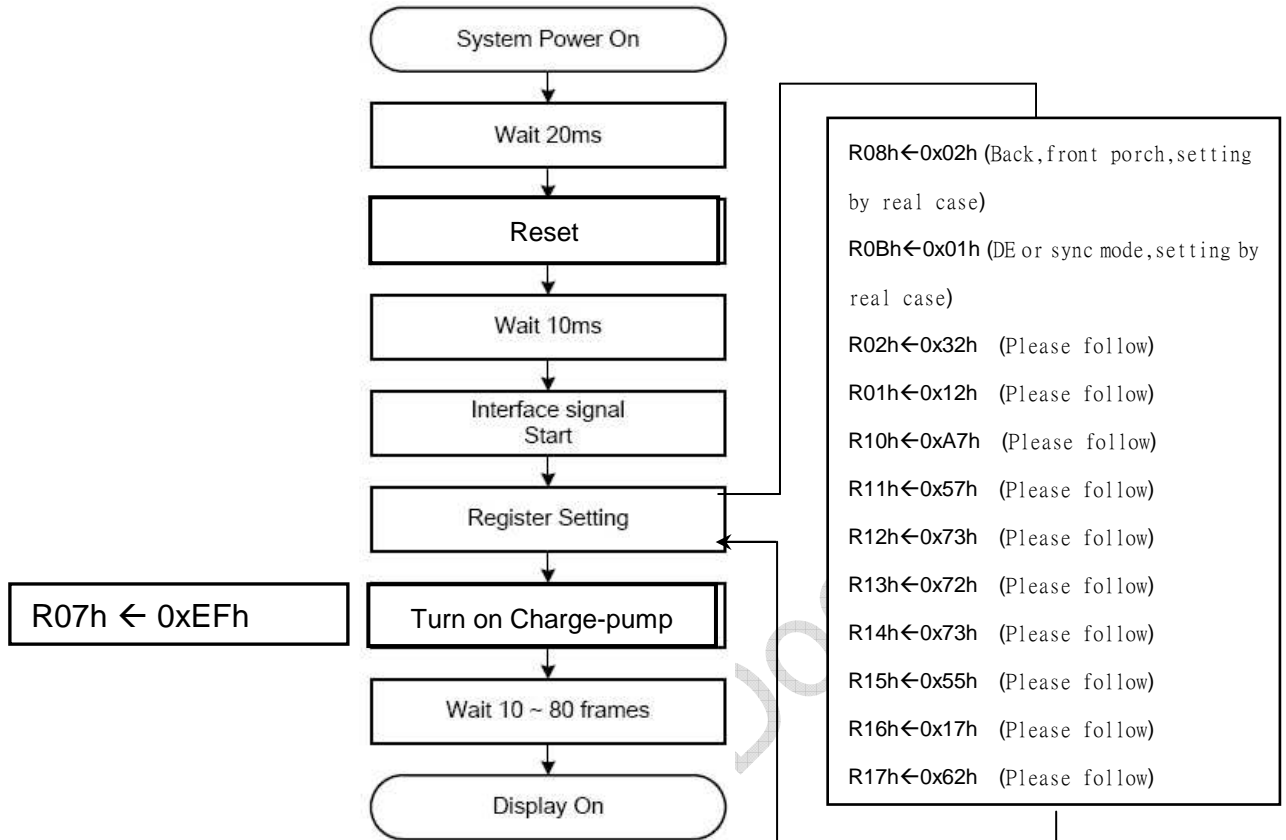 System Power On
Wait 20ms
Reset
Wait 10ms
Interface signal
Start
Register Setting
R07h ← 0xEFh
Turn on Charge-pump
Wait 10 ~ 80 frames
Display On
R08h←0x02h (Back,front porch,setting
by real case)
R0Bh←0x01h (DE or sync mode,setting by
real case)
R02h←0x32h (Please follow)
R01h←0x12h (Please follow)
R10h←0xA7h (Please follow)
R11h←0x57h (Please follow)
R12h←0x73h (Please follow)
R13h←0x72h (Please follow)
R14h←0x73h (Please follow)
R15h←0x55h (Please follow)
R16h←0x17h (Please follow)
R17h←0x62h (Please follow)